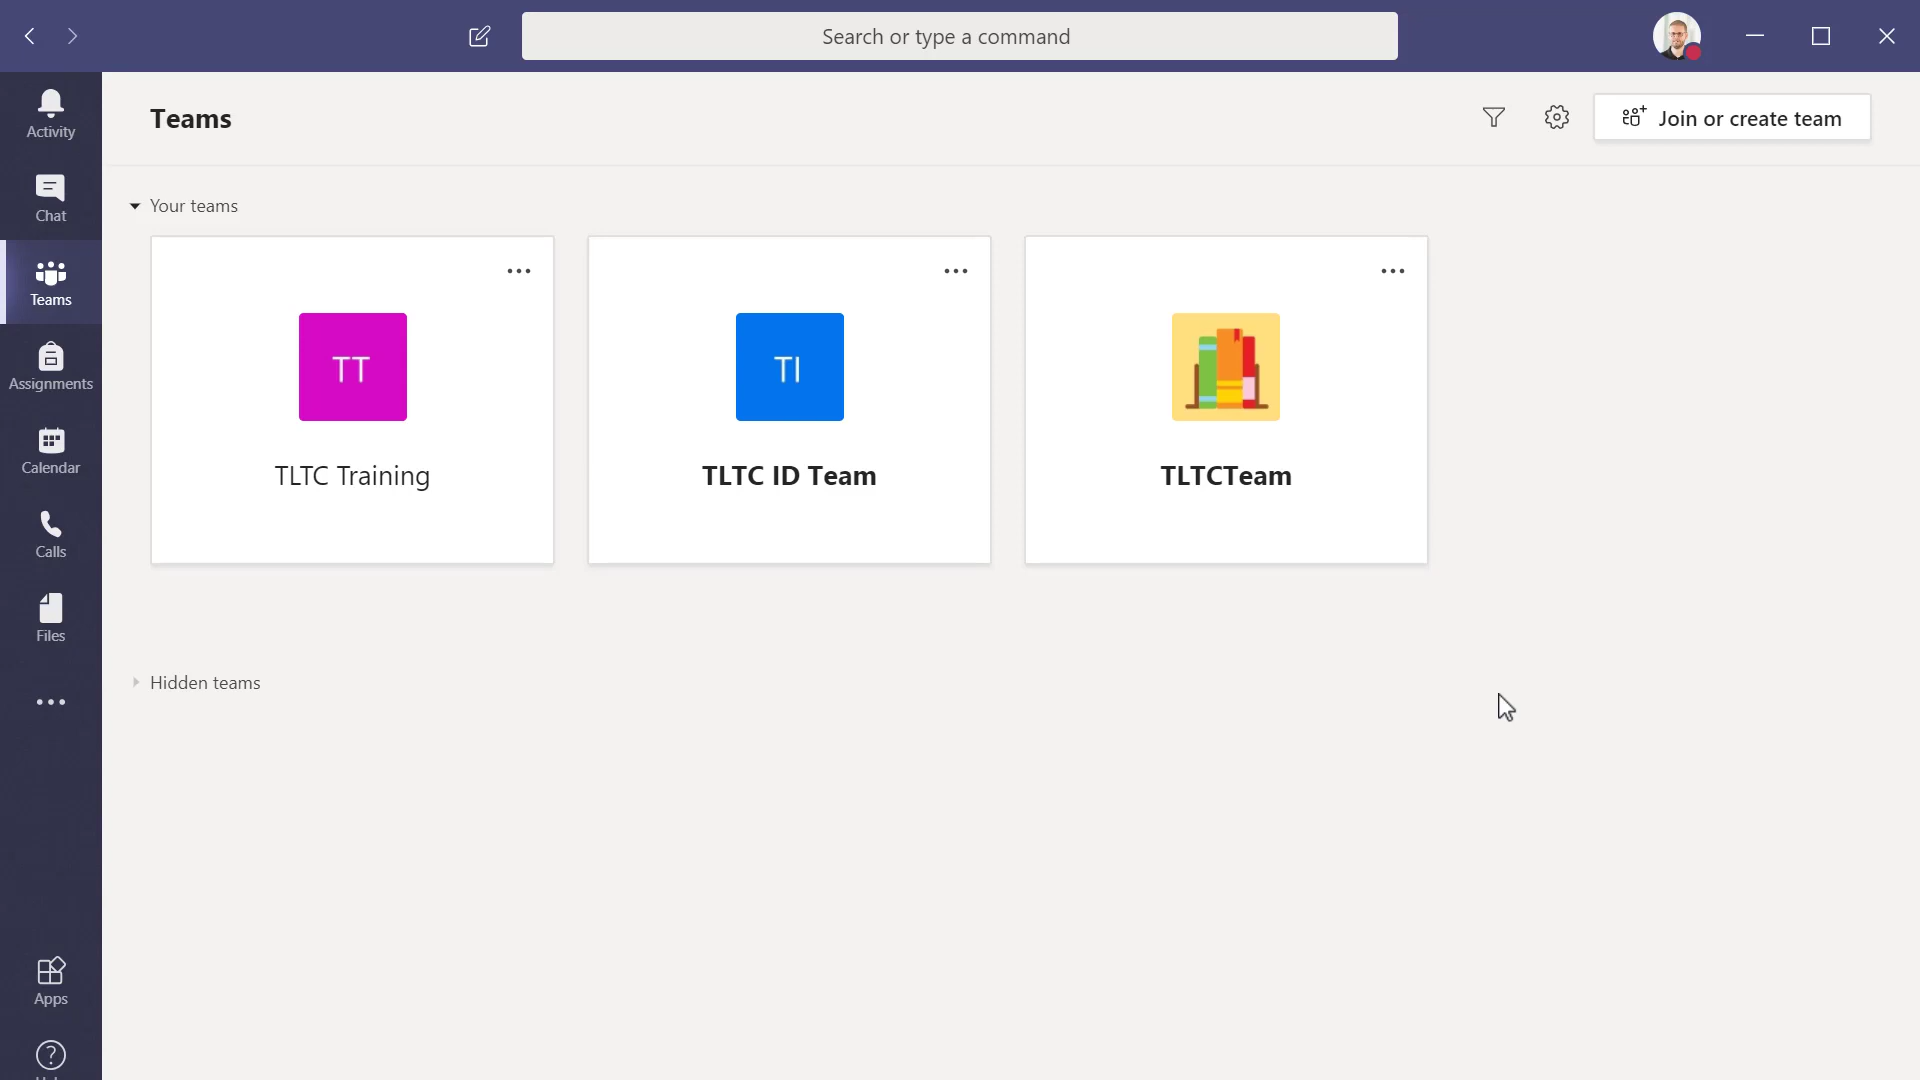 Search or type a command
Activity
Chat
Teams
Assignments
Calendar
Calls
Files
Apps
Teams
Join or create team
Your teams
TT
TLTC Training
TI
TLTC ID Team
TLTCTeam
Hidden teams